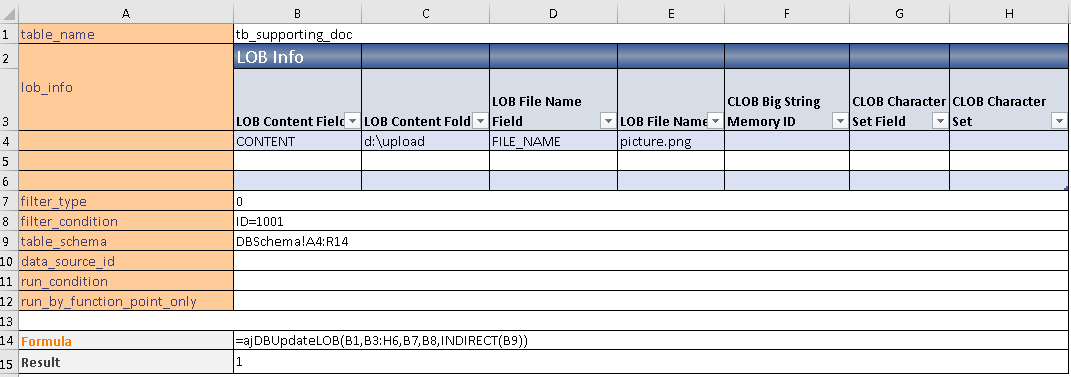 A B C D E F G H
1 table_name tb_supporting_doc
2 LOB Info
lob_info
LOB File Name CLOB Big String CLOB Character CLOB Character
3 LOB Content Field LOB Content Fold Field LOB File Name Memory ID Set Field Set
4 CONTENT d:\upload FILE_NAME picture.png
5
6
7 filter_type 0
8 filter_condition ID=1001
9 table_schema DBSchema!A4:R14
10 data_source_id
11 run_condition
12 run_by_function_point_only
13
14 Formula =ajDBUpdateLOB(B1,B3:H6,B7,B8,INDIRECT(B9))
15 Result 1